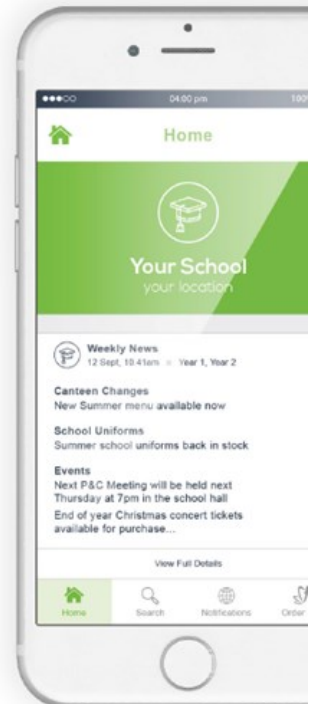 04:00 pm
100%
Home
Your School
your location
Weekly News
12 Sept, 10.41am
Year 1, Year 2
Canteen Changes
New Summer menu available now
School Uniforms
Summer school uniforms back in stock
Events
Next P&C Meeting will be held next
Thursday at 7pm in the school hall
End of year Christmas concert tickets
available for purchase...
View Full Details
Home
Search
Notifications
Order